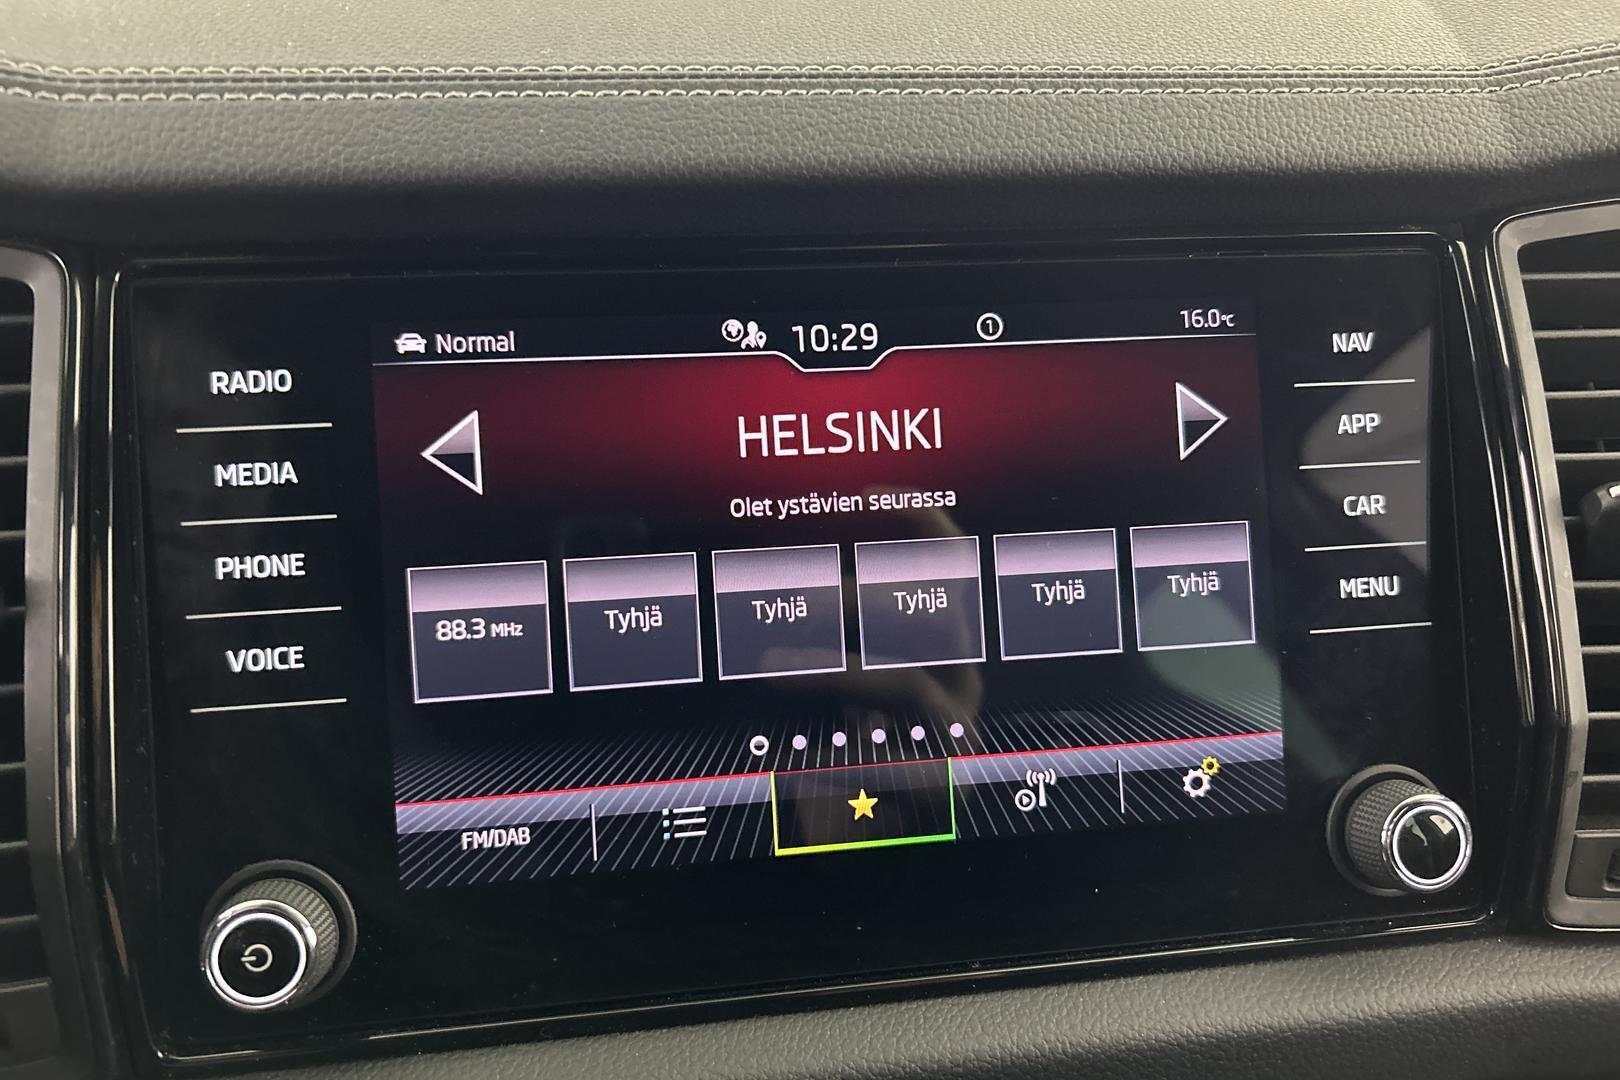 Normal
10:29
1
16.0°C
RADIO
MEDIA
PHONE
VOICE
HELSINKI
Olet ystävien seurassa
88.3 MHz
Tyhjä
Tyhjä
Tyhjä
Tyhjä
Tyhjä
FM/DAB
NAV
APP
CAR
MENU